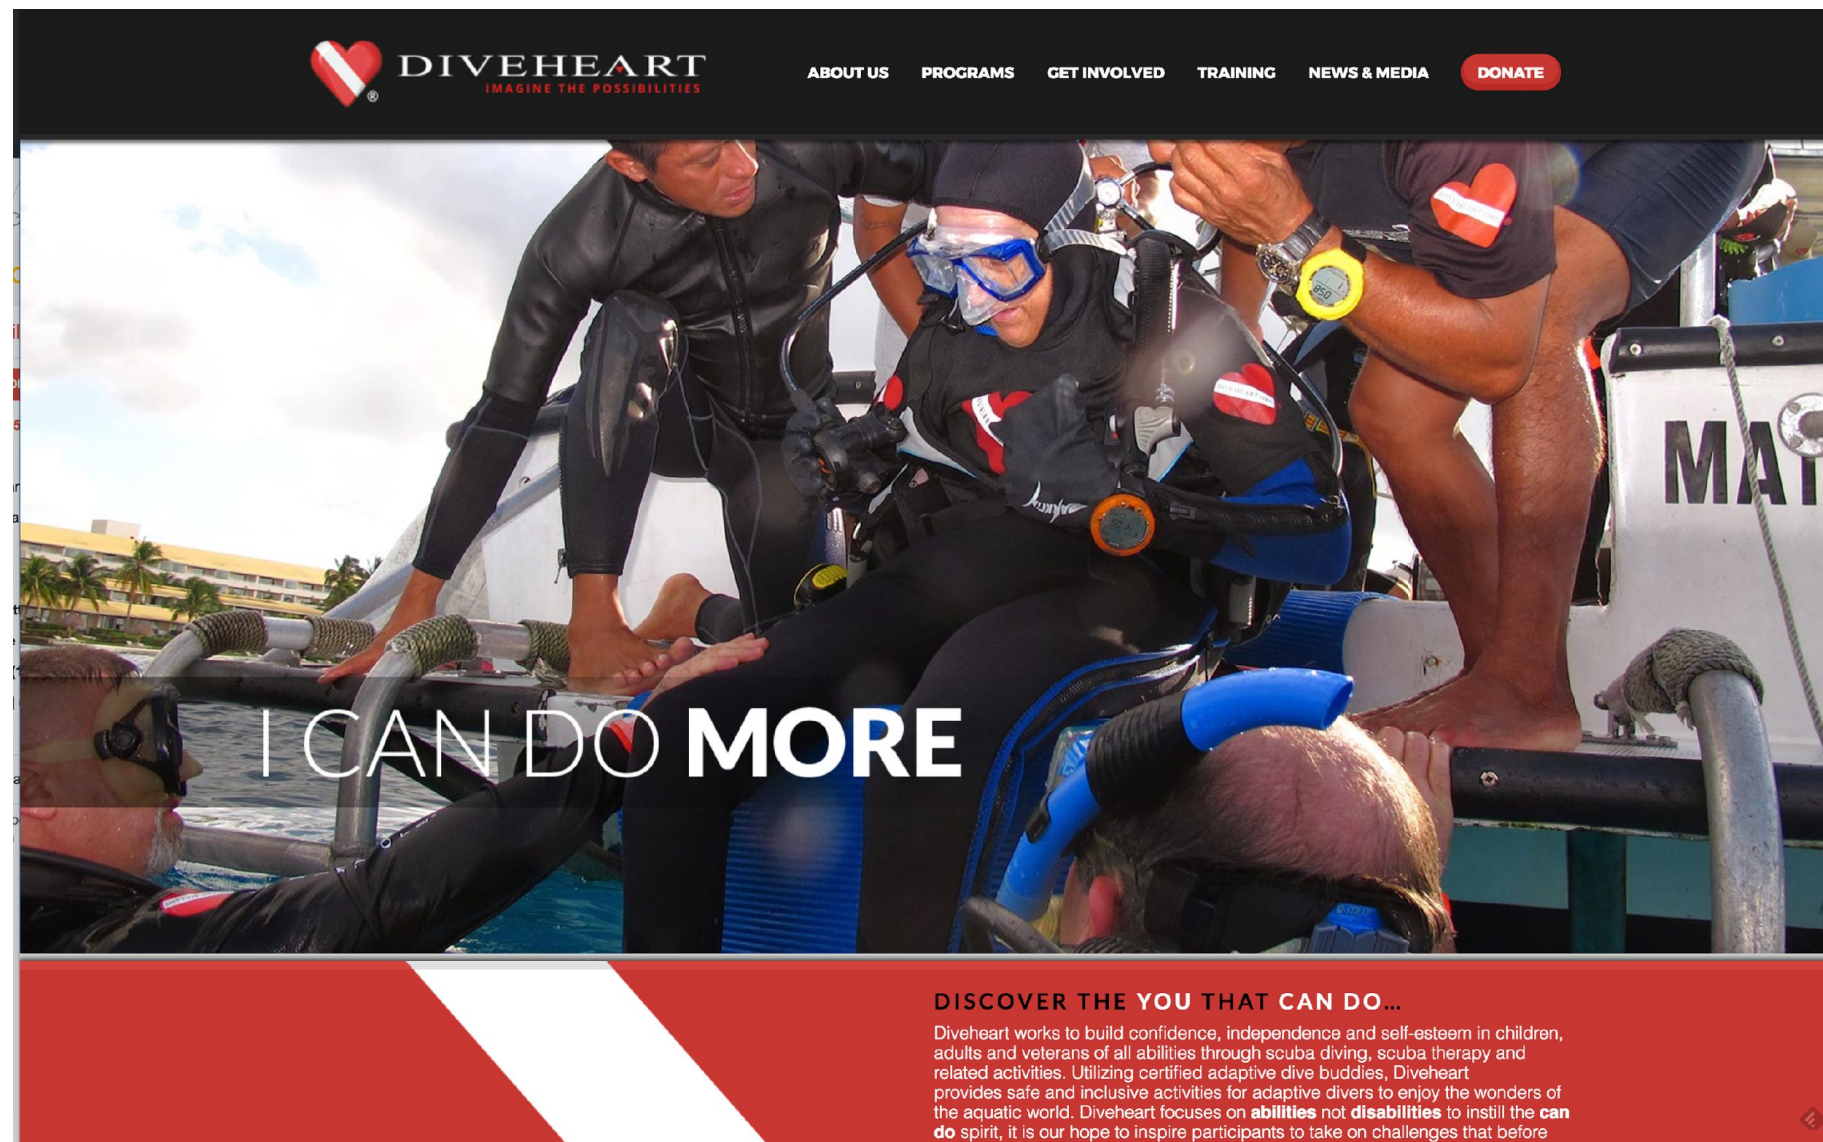 DIVEHEART
IMAGINE THE POSSIBILITIES
®
ABOUT US
PROGRAMS
GET INVOLVED
TRAINING
NEWS & MEDIA
DONATE
850
MAT
I CAN DO MORE
DISCOVER THE YOU THAT CAN DO...
Diveheart works to build confidence, independence and self-esteem in children,
adults and veterans of all abilities through scuba diving, scuba therapy and
related activities. Utilizing certified adaptive dive buddies, Diveheart
provides safe and inclusive activities for adaptive divers to enjoy the wonders of
the aquatic world. Diveheart focuses on abilities not disabilities to instill the can
do spirit, it is our hope to inspire participants to take on challenges that before